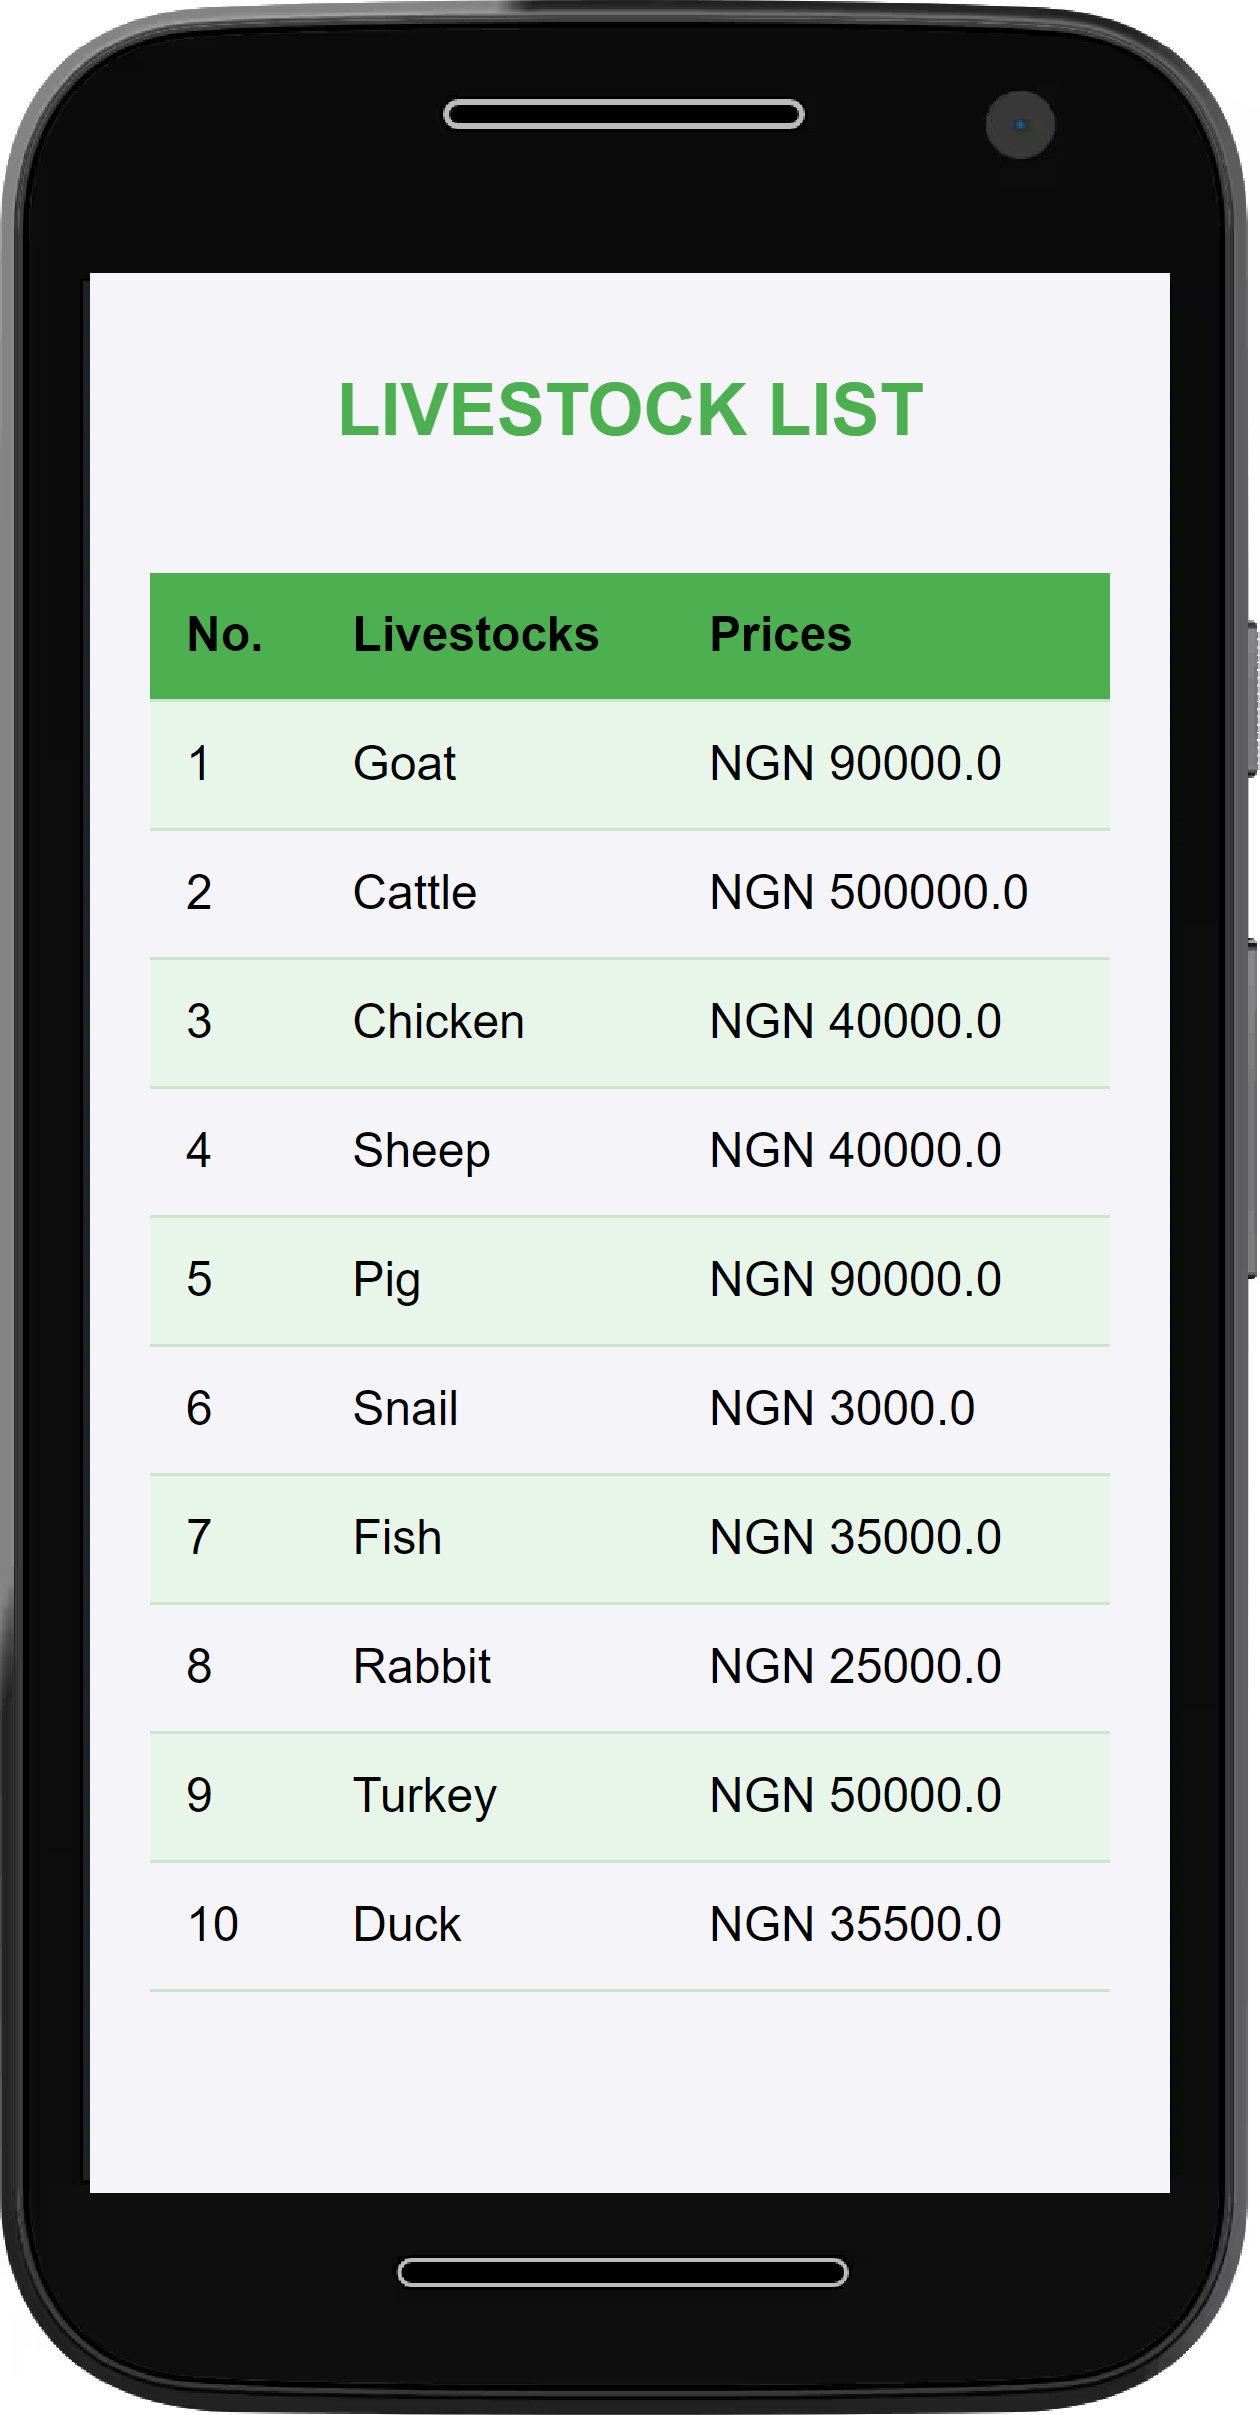 LIVESTOCK LIST
No. Livestocks Prices
1 Goat NGN 90000.0
2 Cattle NGN 500000.0
3 Chicken NGN 40000.0
4 Sheep NGN 40000.0
5 Pig NGN 90000.0
6 Snail NGN 3000.0
7 Fish NGN 35000.0
8 Rabbit NGN 25000.0
9 Turkey NGN 50000.0
10 Duck NGN 35500.0